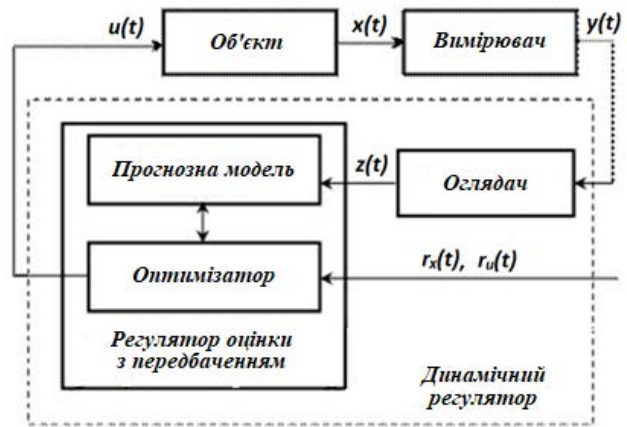 u(t)
Об'єкт
x(t)
Вимірювач
y(t)
Прогнозна модель
z(t)
Оглядач
Оптимізатор
rx(t), ru(t)
Регулятор оцінки
з передбаченням
Динамічний
регулятор